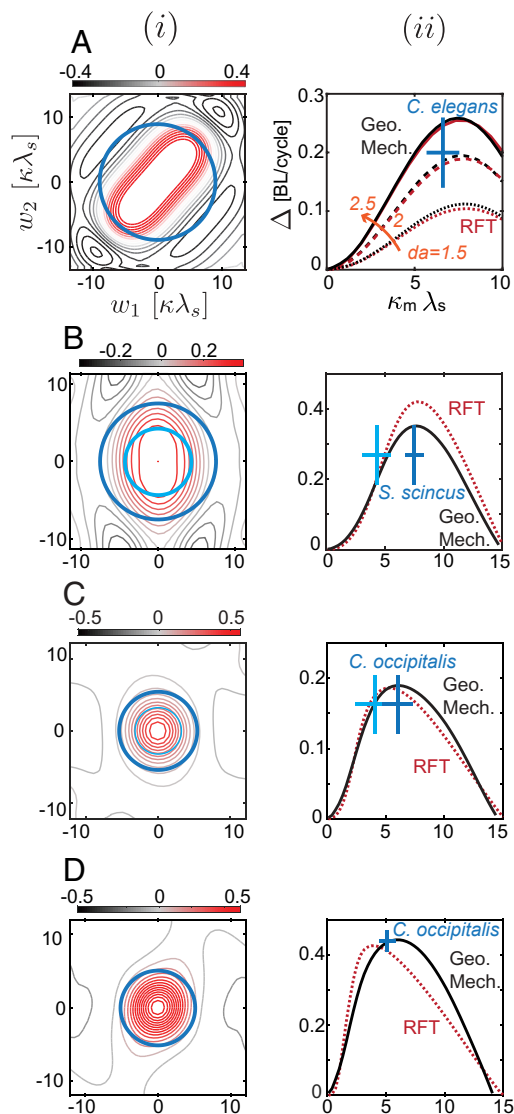 (i)
(ii)
A
-0.4 0 0.4
w₂ [κλₛ]
10
0
-10
-10 0 10
w₁ [κλₛ]
Δ [BL/cycle]
0.3
0.2
0.1
0
C. elegans
Geo.
Mech.
2.5
2
da=1.5
RFT
0 5 10
κₘ λₛ
B
-0.2 0 0.2
10
0
-10
-10 0 10
0.4
0.2
0
RFT
S. scincus
Geo.
Mech.
0 5 10 15
C
-0.5 0 0.5
10
0
-10
-10 0 10
0.2
0.1
0
C. occipitalis
Geo.
Mech.
RFT
0 5 10 15
D
-0.5 0 0.5
10
0
-10
-10 0 10
0.4
0.2
0
C. occipitalis
Geo.
Mech.
RFT
0 5 10 15